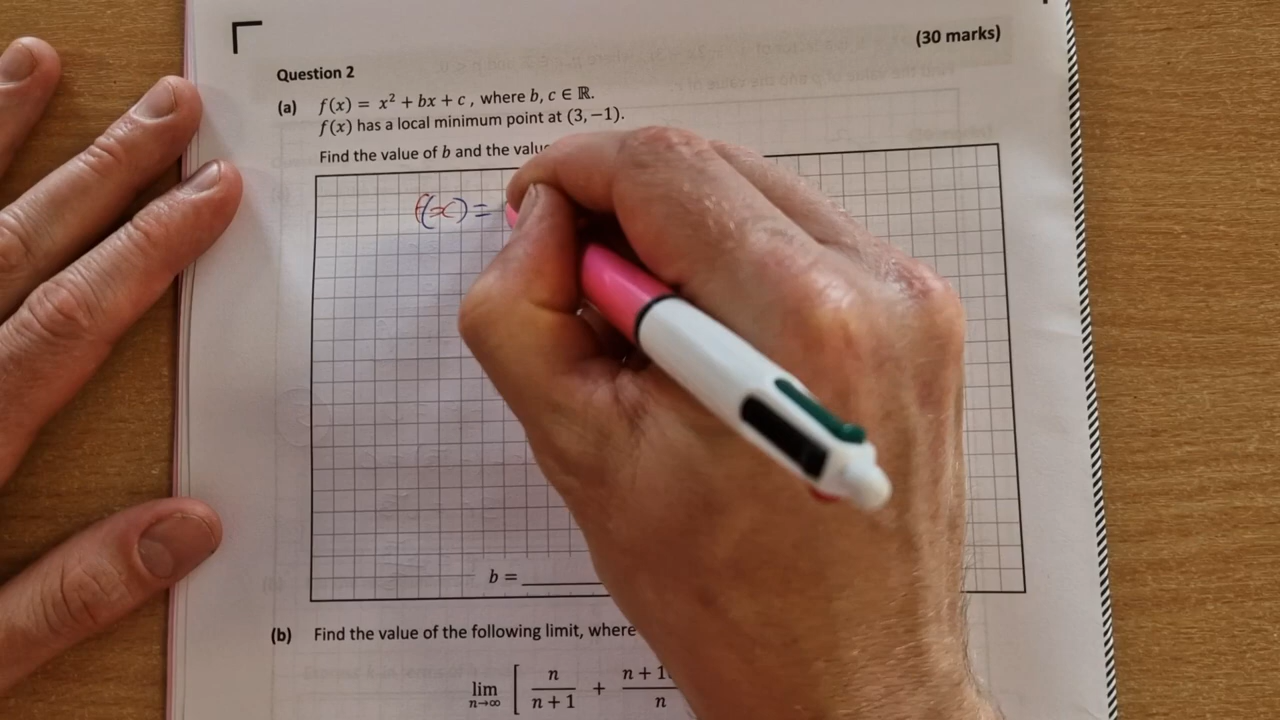 (30 marks)
Question 2
(a) f(x) = x² + bx + c , where b, c ∈ ℝ.
f(x) has a local minimum point at (3, −1).
Find the value of b and the
f(x) =
b = ________
(b) Find the value of the following limit, where
lim n→∞ [ n/(n + 1) + (n + 1)/n